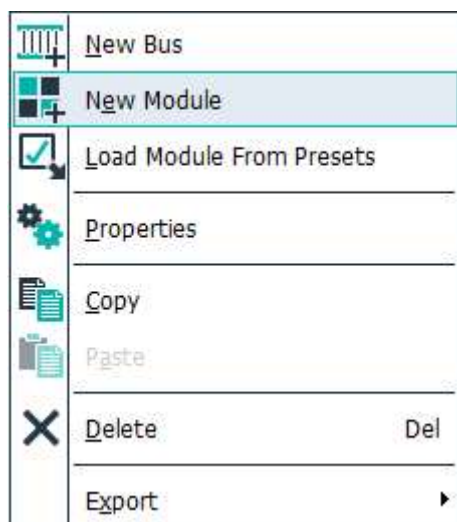 New Bus
New Module
Load Module From Presets
Properties
Copy
Paste
Delete Del
Export